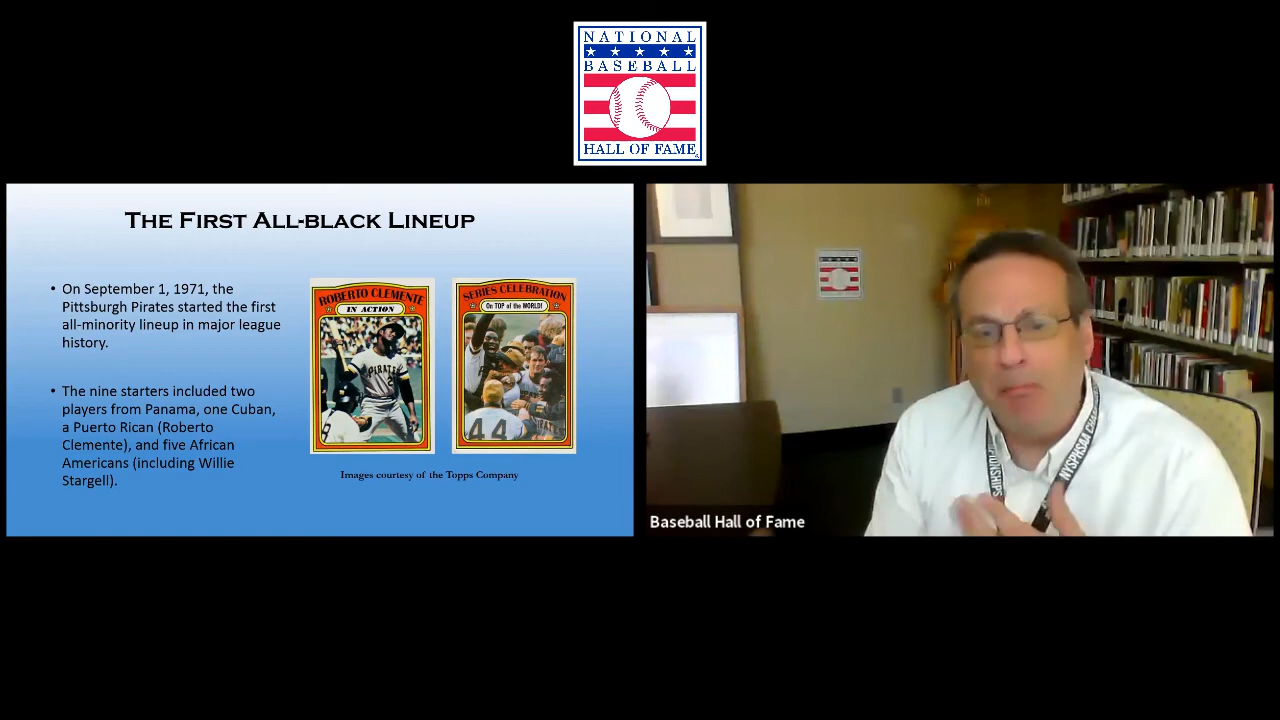 NATIONAL
BASEBALL
HALL OF FAME
THE FIRST ALL-BLACK LINEUP
• On September 1, 1971, the
Pittsburgh Pirates started the first
all-minority lineup in major league
history.
• The nine starters included two
players from Panama, one Cuban,
a Puerto Rican (Roberto
Clemente), and five African
Americans (including Willie
Stargell).
ROBERTO CLEMENTE
IN ACTION
PIRATES
SERIES CELEBRATION
On TOP of the WORLD!
44
Images courtesy of the Topps Company
NYSPHSAA
Baseball Hall of Fame